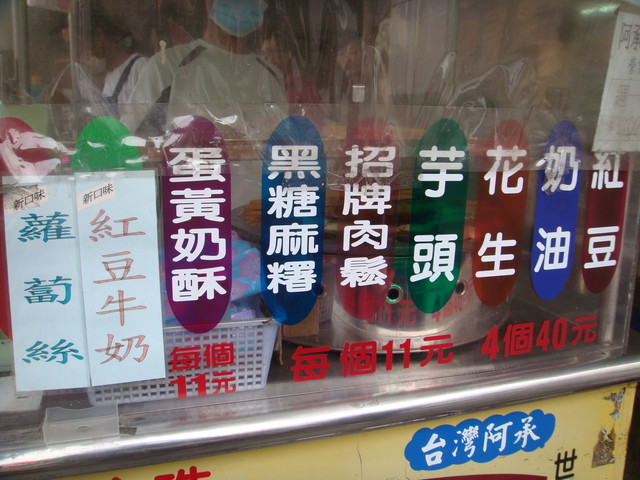 新口味
蘿蔔絲
新口味
紅豆牛奶
蛋黃奶酥
黑糖麻糬
招牌肉鬆
芋頭
花生
奶油
紅豆
每個
11元
每個11元
4個40元
台灣阿承
世